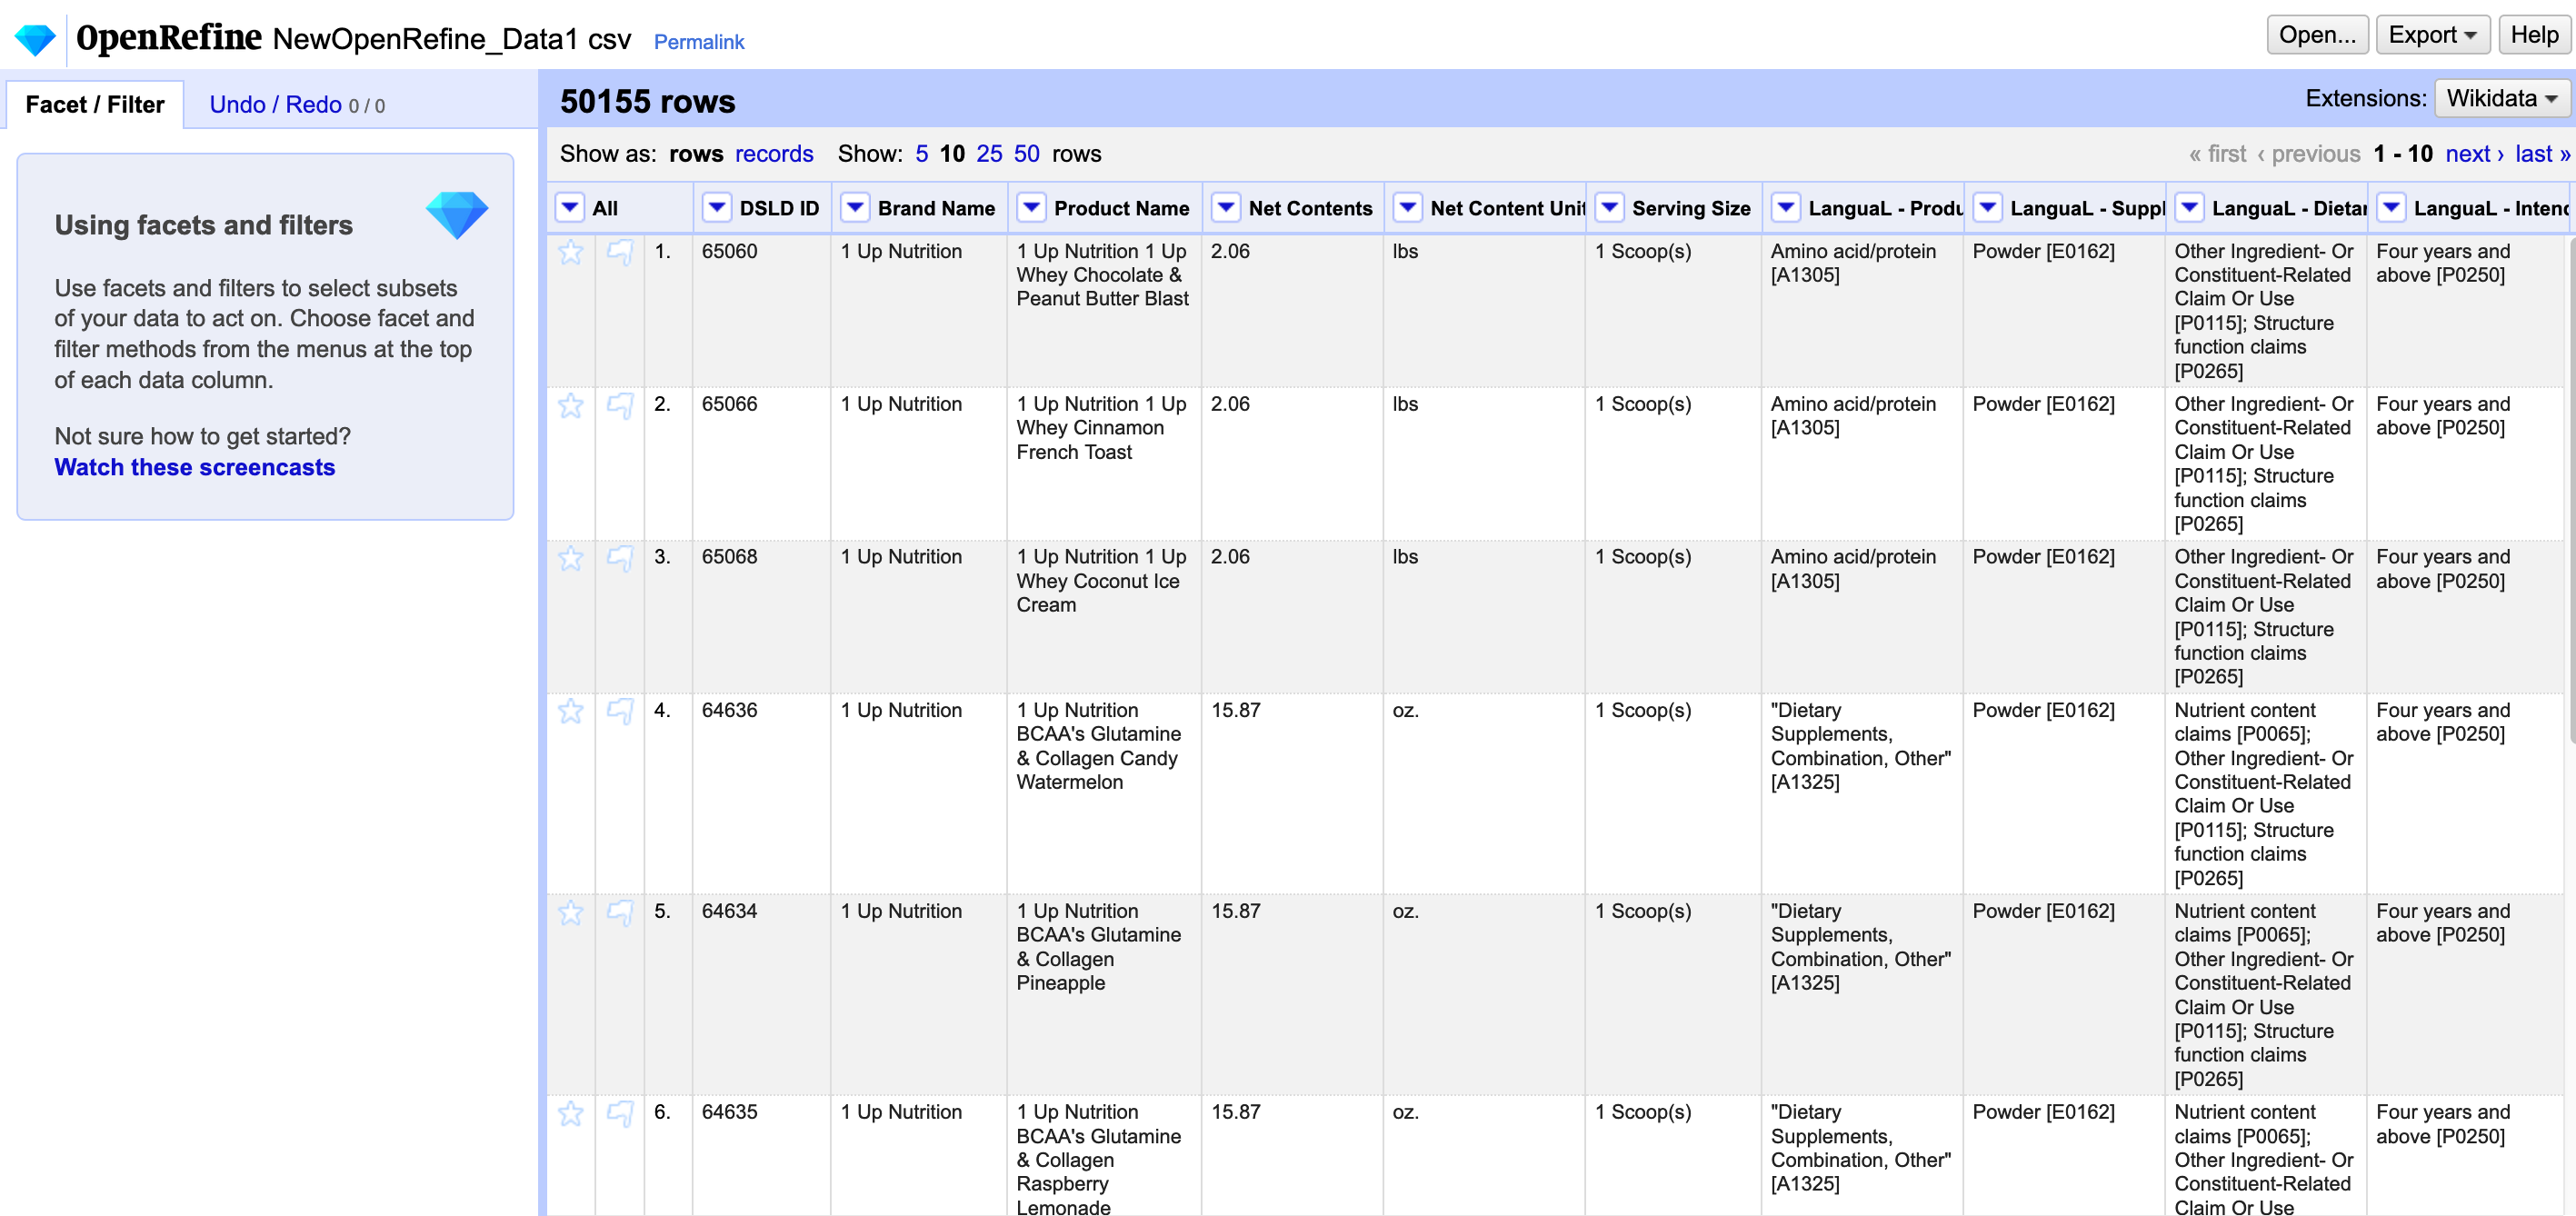 OpenRefine NewOpenRefine_Data1 csv Permalink
Open... Export Help
Facet / Filter Undo / Redo 0 / 0
50155 rows
Extensions: Wikidata
Using facets and filters
Use facets and filters to select subsets
of your data to act on. Choose facet and
filter methods from the menus at the top
of each data column.
Not sure how to get started?
Watch these screencasts
Show as: rows records Show: 5 10 25 50 rows
« first ‹ previous 1 - 10 next › last »
All DSLD ID Brand Name Product Name Net Contents Net Content Unit Serving Size LanguaL - Produ LanguaL - Suppl LanguaL - Dietar LanguaL - Intend
1. 65060 1 Up Nutrition 1 Up Nutrition 1 Up 2.06 lbs 1 Scoop(s) Amino acid/protein Powder [E0162] Other Ingredient- Or Four years and
Whey Chocolate & [A1305] Constituent-Related above [P0250]
Peanut Butter Blast Claim Or Use
[P0115]; Structure
function claims
[P0265]
2. 65066 1 Up Nutrition 1 Up Nutrition 1 Up 2.06 lbs 1 Scoop(s) Amino acid/protein Powder [E0162] Other Ingredient- Or Four years and
Whey Cinnamon [A1305] Constituent-Related above [P0250]
French Toast Claim Or Use
[P0115]; Structure
function claims
[P0265]
3. 65068 1 Up Nutrition 1 Up Nutrition 1 Up 2.06 lbs 1 Scoop(s) Amino acid/protein Powder [E0162] Other Ingredient- Or Four years and
Whey Coconut Ice [A1305] Constituent-Related above [P0250]
Cream Claim Or Use
[P0115]; Structure
function claims
[P0265]
4. 64636 1 Up Nutrition 1 Up Nutrition 15.87 oz. 1 Scoop(s) "Dietary Powder [E0162] Nutrient content Four years and
BCAA's Glutamine Supplements, claims [P0065]; above [P0250]
& Collagen Candy Combination, Other" Other Ingredient- Or
Watermelon [A1325] Constituent-Related
Claim Or Use
[P0115]; Structure
function claims
[P0265]
5. 64634 1 Up Nutrition 1 Up Nutrition 15.87 oz. 1 Scoop(s) "Dietary Powder [E0162] Nutrient content Four years and
BCAA's Glutamine Supplements, claims [P0065]; above [P0250]
& Collagen Combination, Other" Other Ingredient- Or
Pineapple [A1325] Constituent-Related
Claim Or Use
[P0115]; Structure
function claims
[P0265]
6. 64635 1 Up Nutrition 1 Up Nutrition 15.87 oz. 1 Scoop(s) "Dietary Powder [E0162] Nutrient content Four years and
BCAA's Glutamine Supplements, claims [P0065]; above [P0250]
& Collagen Combination, Other" Other Ingredient- Or
Raspberry [A1325] Constituent-Related
Lemonade Claim Or Use